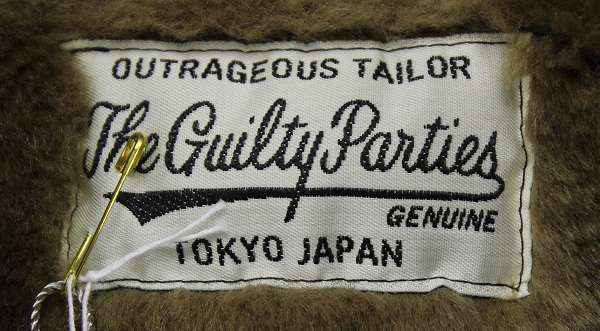 OUTRAGEOUS TAILOR
The Guilty Parties
GENUINE
TOKYO JAPAN